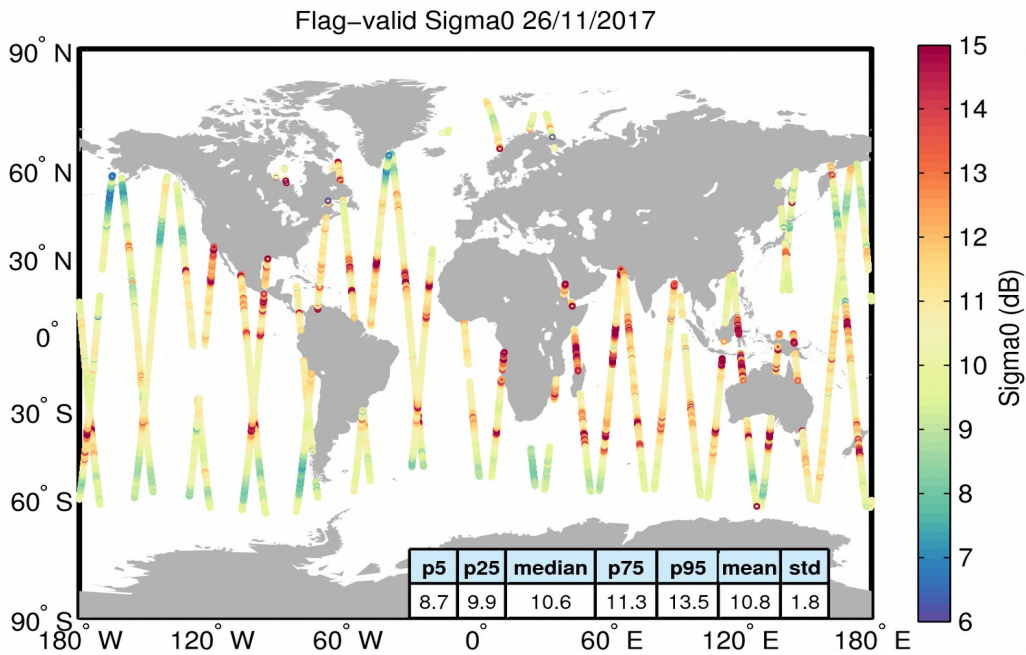 Flag−valid Sigma0 26/11/2017
90° N
60° N
30° N
0°
30° S
60° S
90° S
180° W
120° W
60° W
0°
60° E
120° E
180° E
p5 p25 median p75 p95 mean std
8.7 9.9 10.6 11.3 13.5 10.8 1.8
15
14
13
12
11
10
9
8
7
6
Sigma0 (dB)